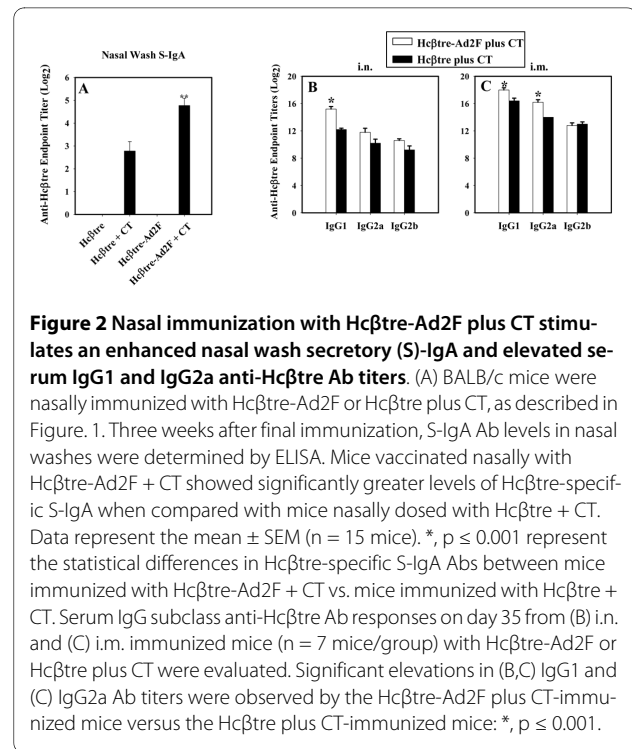 Nasal Wash S-IgA
A
Anti-Hcβtre Endpoint Titer (Log2)
6
5
4
3
2
1
0
**
Hcβtre
Hcβtre + CT
Hcβtre-Ad2F
Hcβtre-Ad2F + CT
Hcβtre-Ad2F plus CT
Hcβtre plus CT
i.n.
B
Anti-Hcβtre Endpoint Titer (Log2)
20
16
12
8
4
0
*
IgG1 IgG2a IgG2b
i.m.
C
20
16
12
8
4
0
*
*
IgG1 IgG2a IgG2b
Figure 2 Nasal immunization with Hcβtre-Ad2F plus CT stimu-
lates an enhanced nasal wash secretory (S)-IgA and elevated se-
rum IgG1 and IgG2a anti-Hcβtre Ab titers. (A) BALB/c mice were
nasally immunized with Hcβtre-Ad2F or Hcβtre plus CT, as described in
Figure. 1. Three weeks after final immunization, S-IgA Ab levels in nasal
washes were determined by ELISA. Mice vaccinated nasally with
Hcβtre-Ad2F + CT showed significantly greater levels of Hcβtre-specif-
ic S-IgA when compared with mice nasally dosed with Hcβtre + CT.
Data represent the mean ± SEM (n = 15 mice). *, p ≤ 0.001 represent
the statistical differences in Hcβtre-specific S-IgA Abs between mice
immunized with Hcβtre-Ad2F + CT vs. mice immunized with Hcβtre +
CT. Serum IgG subclass anti-Hcβtre Ab responses on day 35 from (B) i.n.
and (C) i.m. immunized mice (n = 7 mice/group) with Hcβtre-Ad2F or
Hcβtre plus CT were evaluated. Significant elevations in (B,C) IgG1 and
(C) IgG2a Ab titers were observed by the Hcβtre-Ad2F plus CT-immu-
nized mice versus the Hcβtre plus CT-immunized mice: *, p ≤ 0.001.